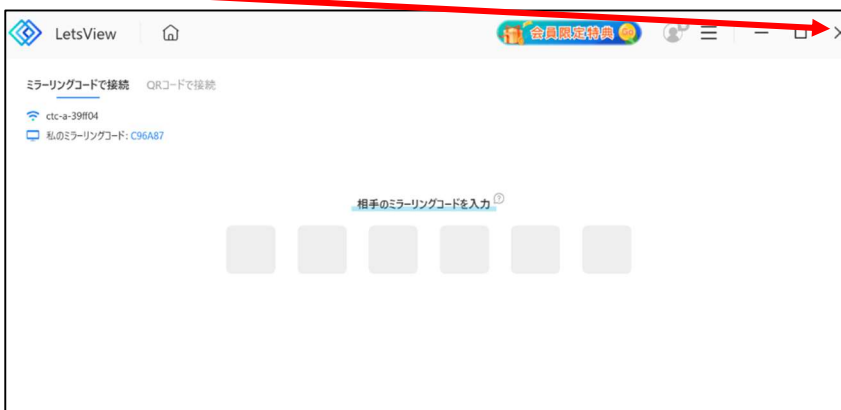 LetsView
会員限定特典
ミラーリングコードで接続 QRコードで接続
ctc-a-39ff04
私のミラーリングコード: C96A87
相手のミラーリングコードを入力 ?